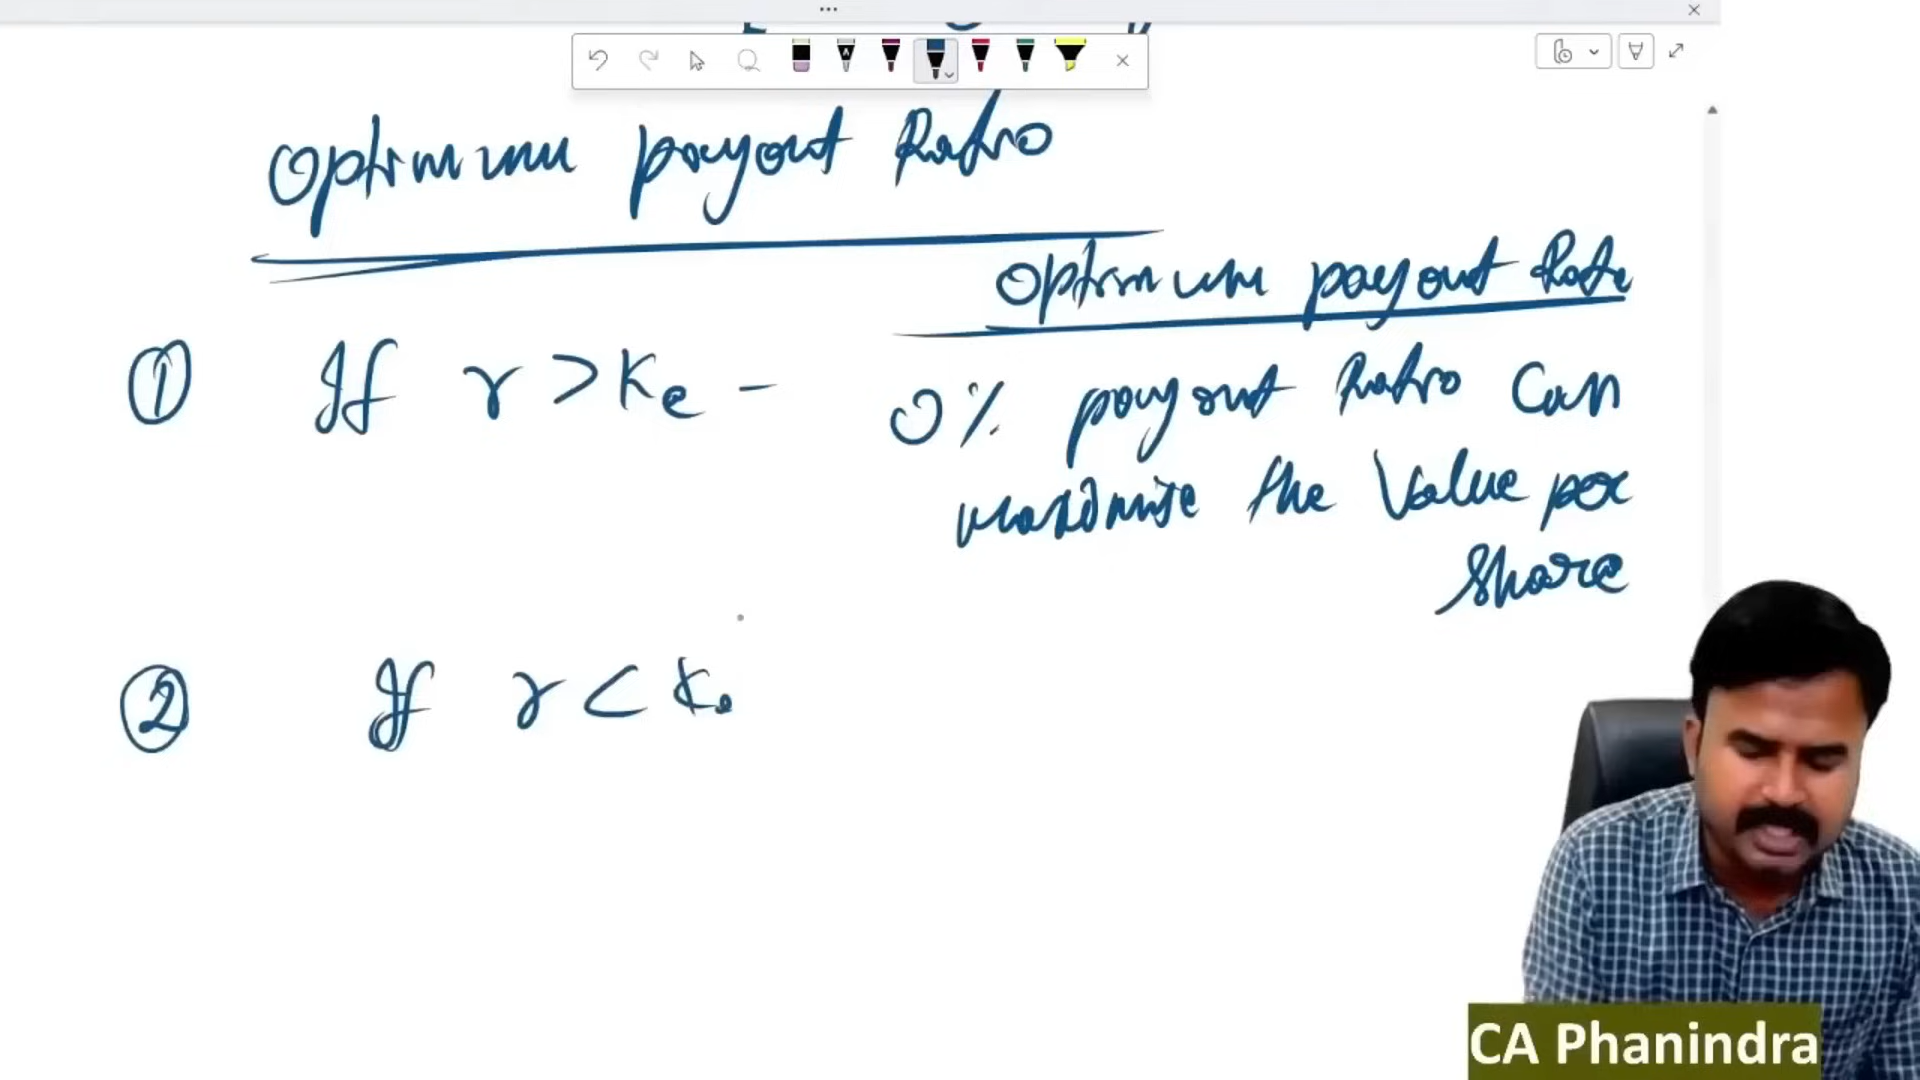 Optimum payout Ratio
Optimum payout Rate
① If r > Ke - 0% payout Ratio Can
maximise the Value per
share
② If r < Ke
CA Phanindra